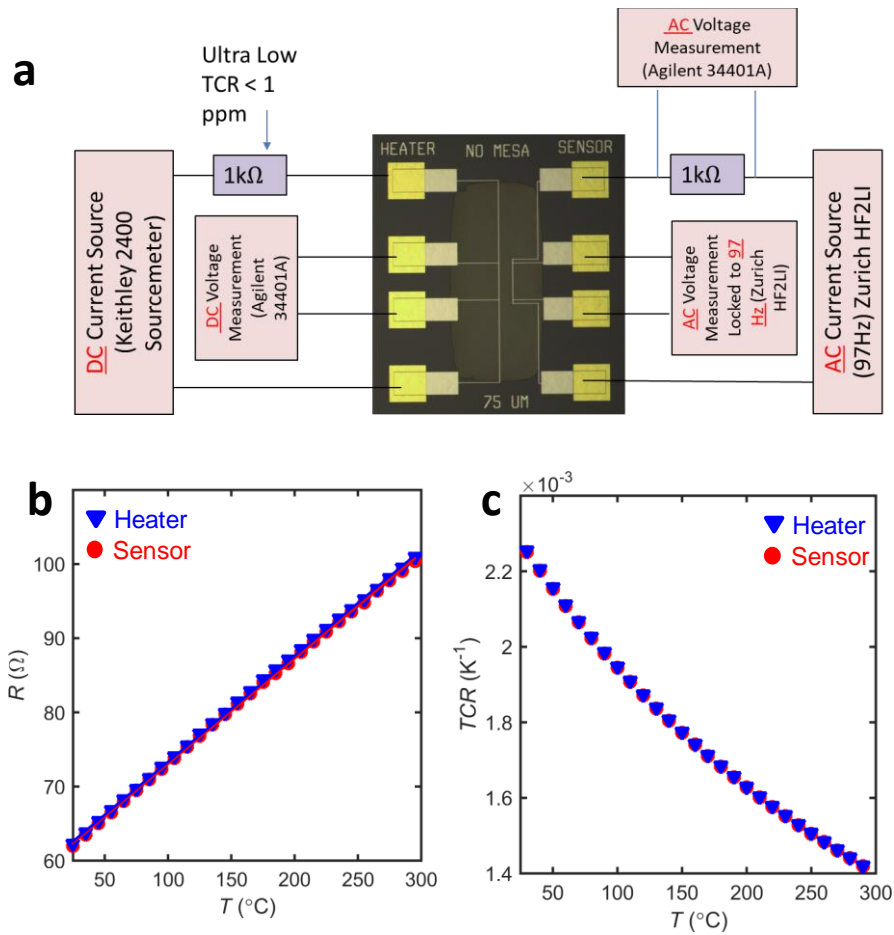 a
Ultra Low
TCR < 1
ppm
1kΩ
DC Current Source
(Keithley 2400
Sourcemeter)
DC Voltage
Measurement
(Agilent
34401A)
HEATER
NO MESA
SENSOR
75 UM
AC Voltage
Measurement
(Agilent 34401A)
1kΩ
AC Voltage
Measurement
Locked to 97
Hz (Zurich
HF2LI)
AC Current Source
(97Hz) Zurich HF2LI
b
Heater
Sensor
R (Ω)
100
90
80
70
60
50
100
150
200
250
300
T (°C)
c
×10⁻³
Heater
Sensor
TCR (K⁻¹)
2.2
2
1.8
1.6
1.4
50
100
150
200
250
300
T (°C)